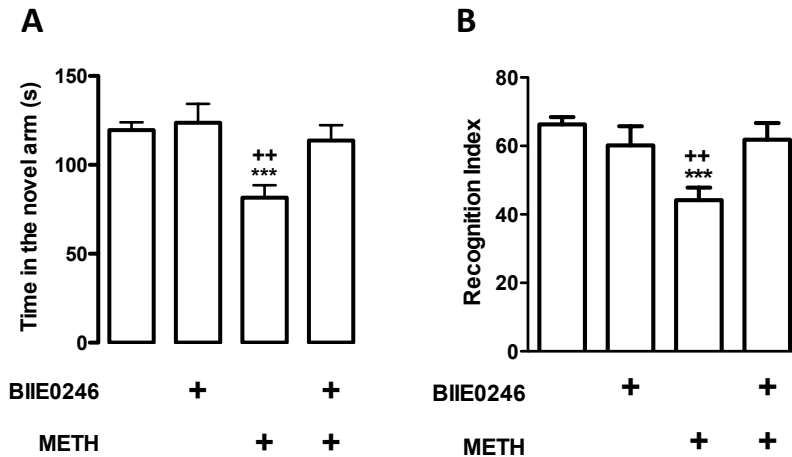 A
Time in the novel arm (s)
150
100
50
0
++
***
BIIE0246 + +
METH + +
B
Recognition Index
80
60
40
20
0
++
***
BIIE0246 + +
METH + +